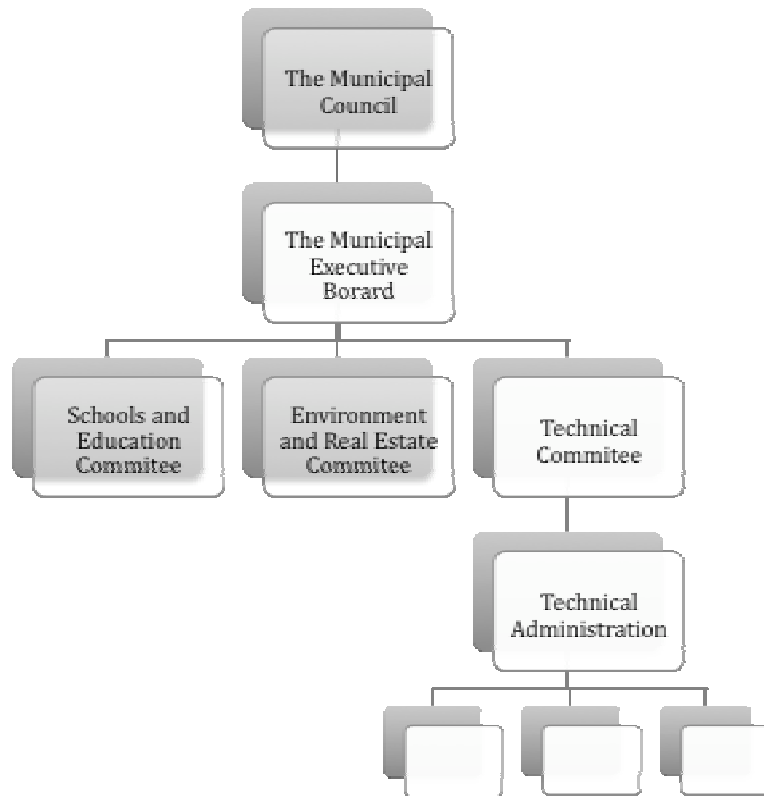 The Municipal
Council
The Municipal
Executive
Borard
Schools and
Education
Commitee
Environment
and Real Estate
Commitee
Technical
Commitee
Technical
Administration